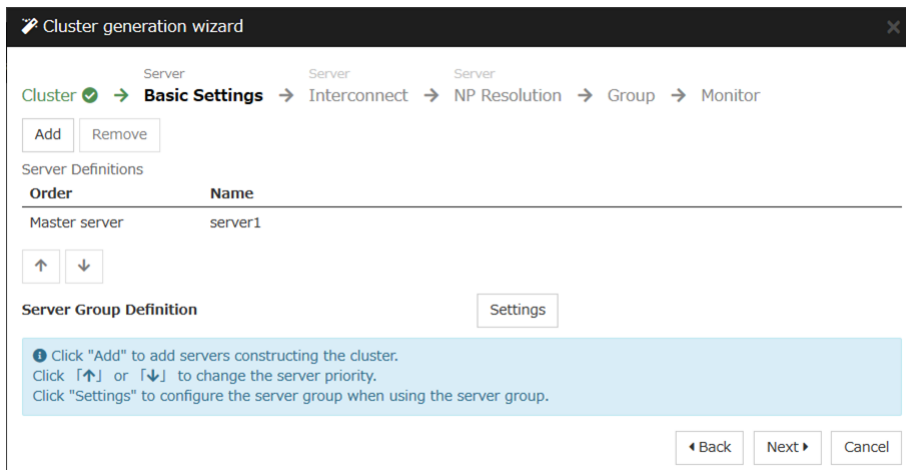 Cluster generation wizard
Server Server Server
Cluster → Basic Settings → Interconnect → NP Resolution → Group → Monitor
Add Remove
Server Definitions
Order Name
Master server server1
↑ ↓
Server Group Definition Settings
Click "Add" to add servers constructing the cluster.
Click 「↑」 or 「↓」 to change the server priority.
Click "Settings" to configure the server group when using the server group.
Back Next Cancel